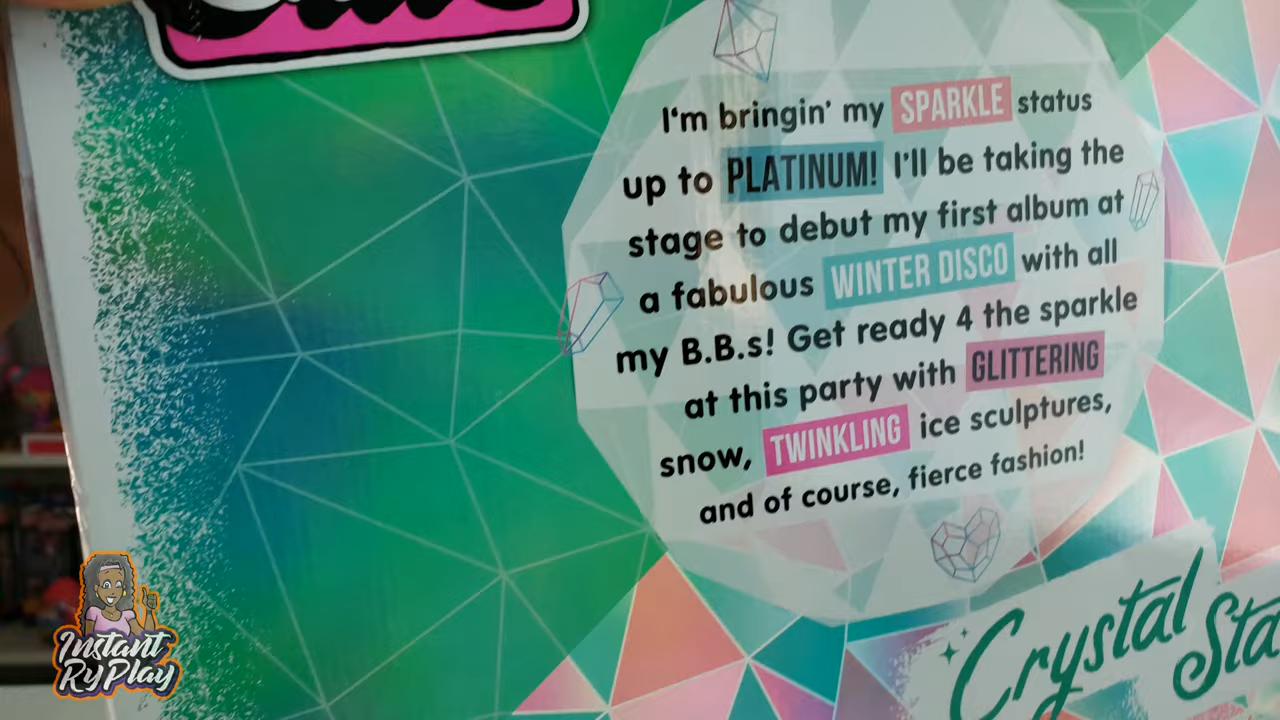 I'm bringin' my SPARKLE status
up to PLATINUM! I'll be taking the
stage to debut my first album at
a fabulous WINTER DISCO with all
my B.B.s! Get ready 4 the sparkle
at this party with GLITTERING
snow, TWINKLING ice sculptures,
and of course, fierce fashion!
Crystal
Instant
RyPlay